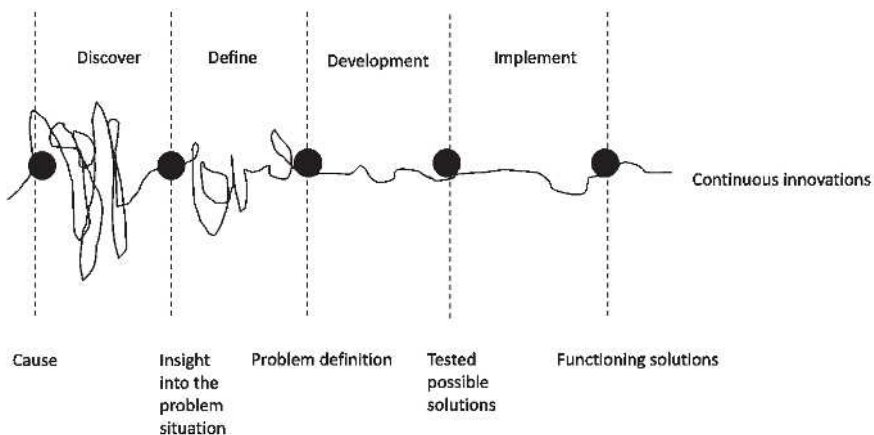 Discover
Define
Development
Implement
Continuous innovations
Cause
Insight
into the
problem
situation
Problem definition
Tested
possible
solutions
Functioning solutions